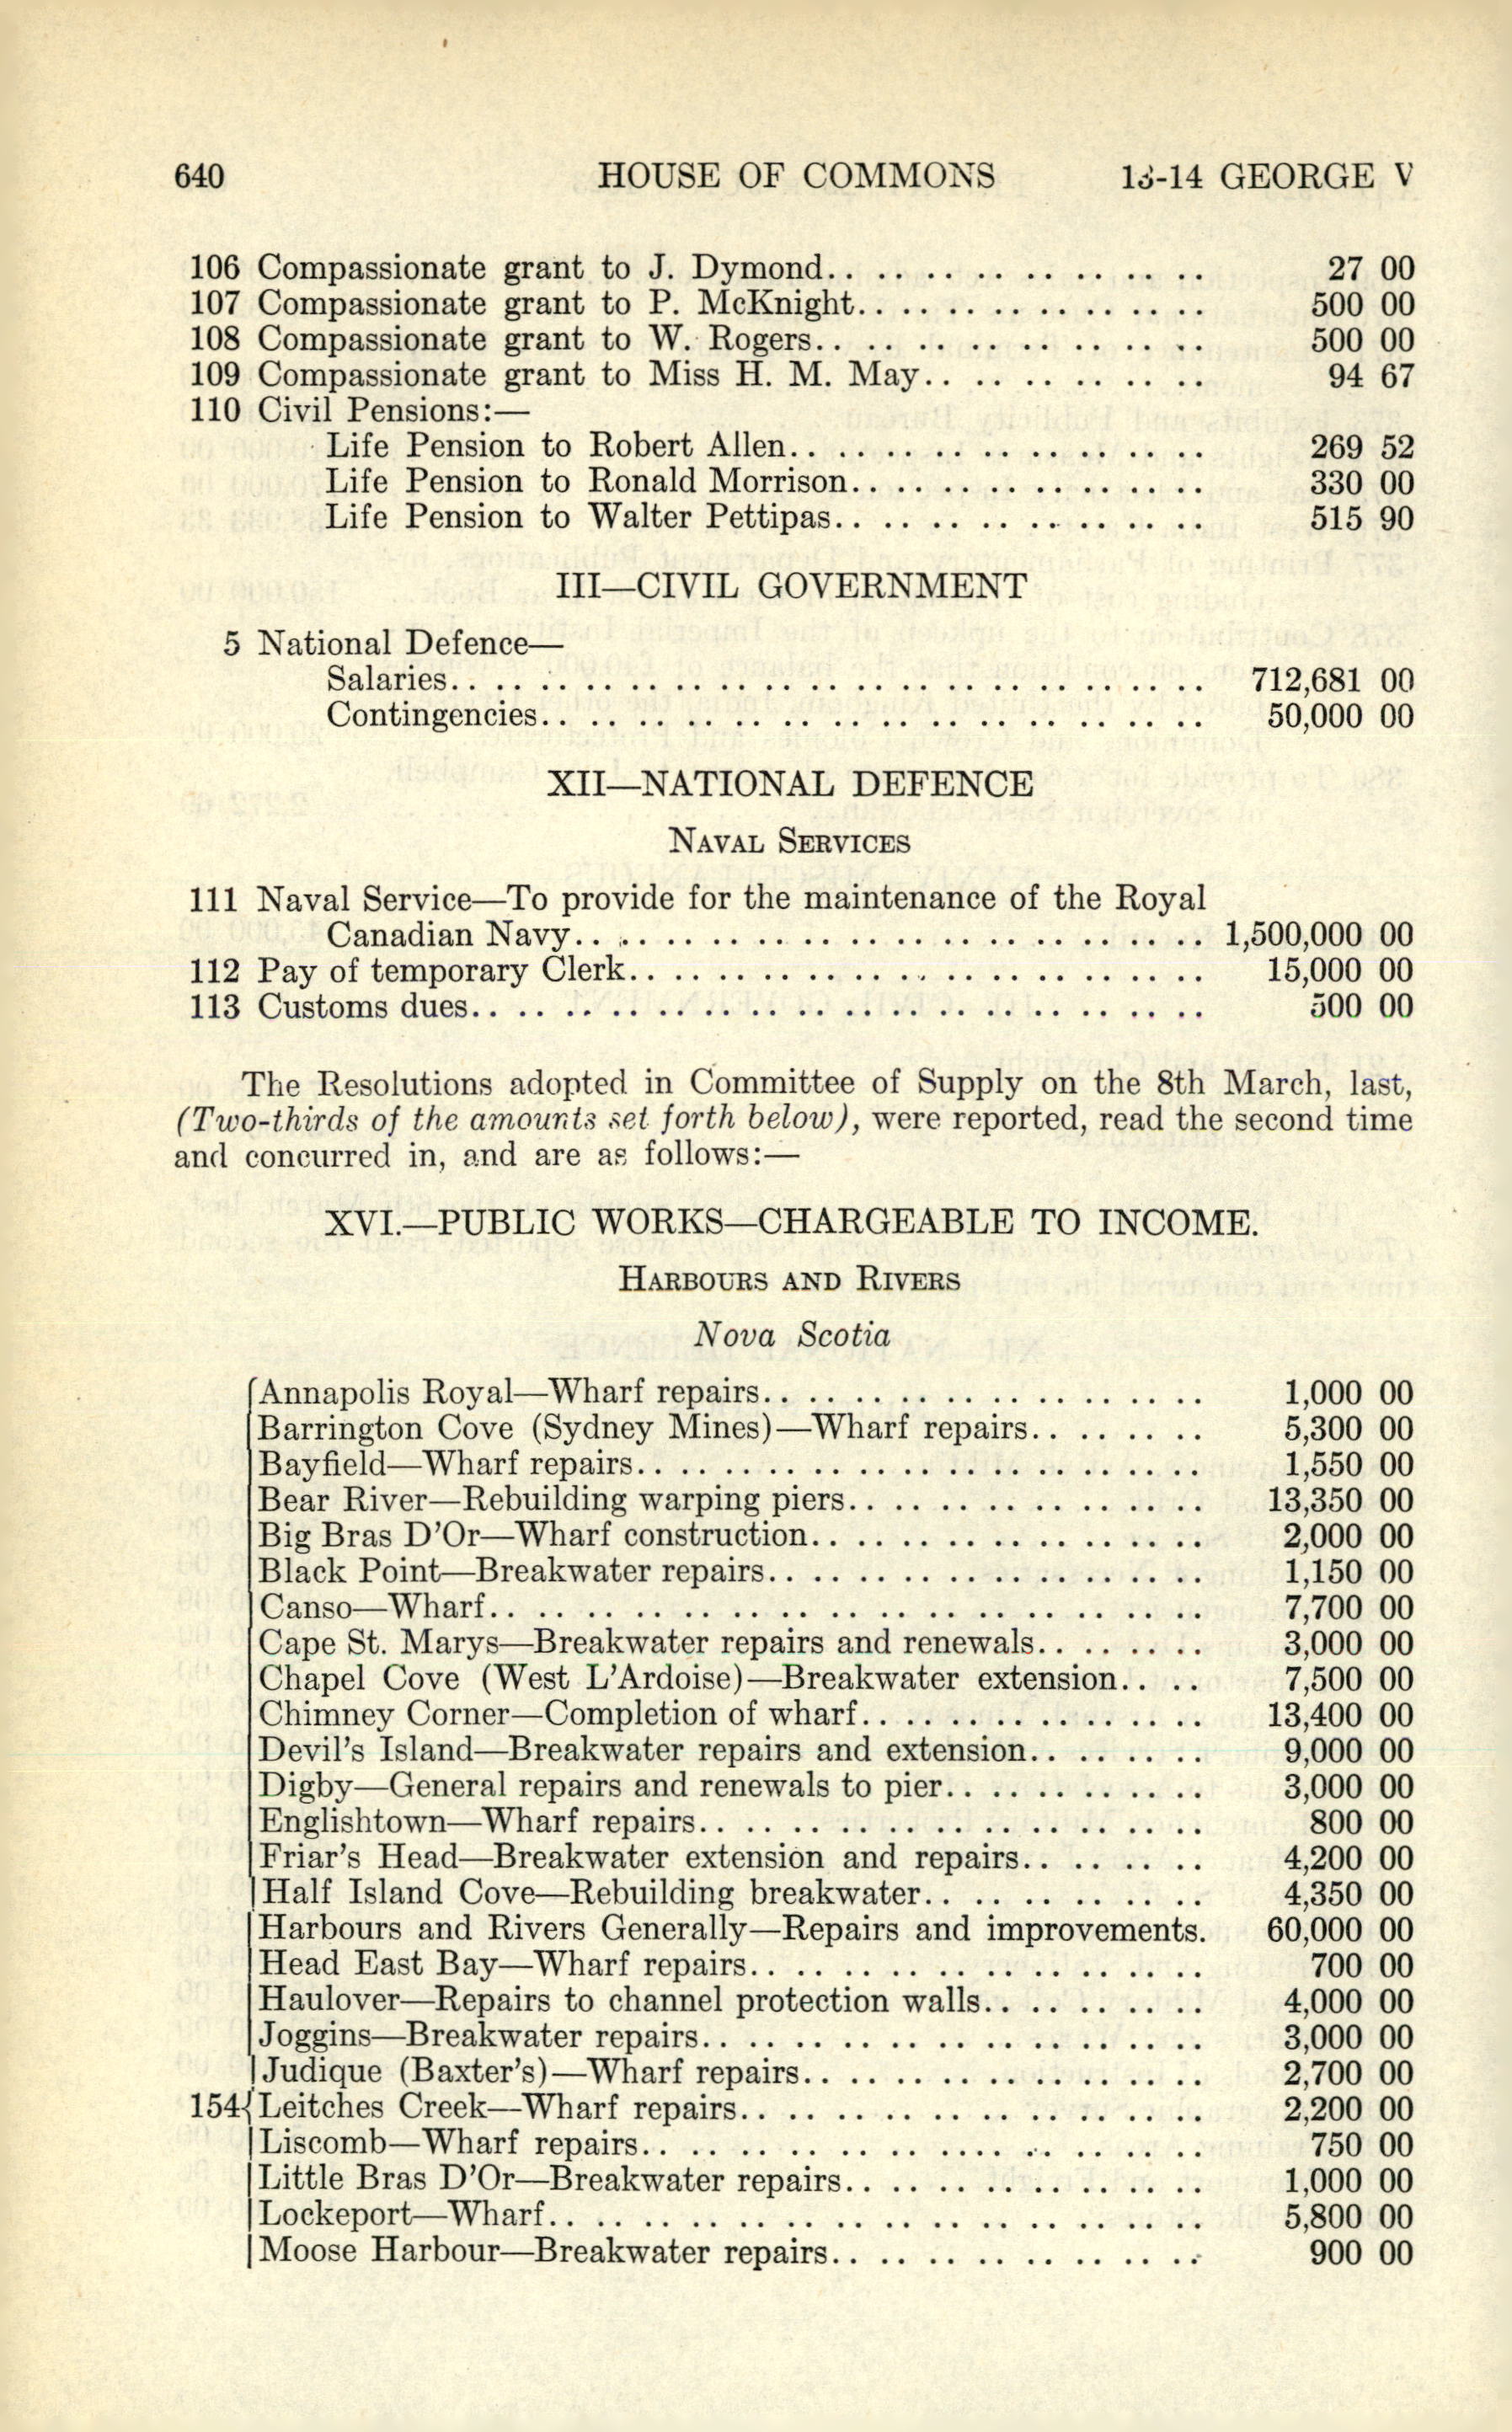 640 HOUSE OF COMMONS 13-14 GEORGE V
106 Compassionate grant to J. Dymond.. .. .. .. .. .. .. .. 27 00
107 Compassionate grant to P. McKnight.. .. .. .. .. .. .. .. 500 00
108 Compassionate grant to W. Rogers.. .. .. .. .. .. .. .. .. 500 00
109 Compassionate grant to Miss H. M. May.. .. .. .. .. .. 94 67
110 Civil Pensions:—
Life Pension to Robert Allen.. .. .. .. .. .. .. .. .. 269 52
Life Pension to Ronald Morrison.. .. .. .. .. .. .. .. 330 00
Life Pension to Walter Pettipas.. .. .. .. .. .. .. .. 515 90
III—CIVIL GOVERNMENT
5 National Defence—
Salaries.. .. .. .. .. .. .. .. .. .. .. .. .. .. .. .. 712,681 00
Contingencies.. .. .. .. .. .. .. .. .. .. .. .. .. .. 50,000 00
XII—NATIONAL DEFENCE
NAVAL SERVICES
111 Naval Service—To provide for the maintenance of the Royal
Canadian Navy.. .. .. .. .. .. .. .. .. .. .. .. .. .. 1,500,000 00
112 Pay of temporary Clerk.. .. .. .. .. .. .. .. .. .. .. .. 15,000 00
113 Customs dues.. .. .. .. .. .. .. .. .. .. .. .. .. .. .. .. 500 00
The Resolutions adopted in Committee of Supply on the 8th March, last,
(Two-thirds of the amounts set forth below), were reported, read the second time
and concurred in, and are as follows:—
XVI.—PUBLIC WORKS—CHARGEABLE TO INCOME.
HARBOURS AND RIVERS
Nova Scotia
Annapolis Royal—Wharf repairs.. .. .. .. .. .. .. .. .. .. 1,000 00
Barrington Cove (Sydney Mines)—Wharf repairs.. .. .. .. 5,300 00
Bayfield—Wharf repairs.. .. .. .. .. .. .. .. .. .. .. .. 1,550 00
Bear River—Rebuilding warping piers.. .. .. .. .. .. .. .. 13,350 00
Big Bras D'Or—Wharf construction.. .. .. .. .. .. .. .. .. 2,000 00
Black Point—Breakwater repairs.. .. .. .. .. .. .. .. .. .. 1,150 00
Canso—Wharf.. .. .. .. .. .. .. .. .. .. .. .. .. .. .. 7,700 00
Cape St. Marys—Breakwater repairs and renewals.. .. .. .. 3,000 00
Chapel Cove (West L'Ardoise)—Breakwater extension.. .. 7,500 00
Chimney Corner—Completion of wharf.. .. .. .. .. .. .. .. 13,400 00
Devil's Island—Breakwater repairs and extension.. .. .. .. 9,000 00
Digby—General repairs and renewals to pier.. .. .. .. .. .. 3,000 00
Englishtown—Wharf repairs.. .. .. .. .. .. .. .. .. .. .. 800 00
Friar's Head—Breakwater extension and repairs.. .. .. .. 4,200 00
Half Island Cove—Rebuilding breakwater.. .. .. .. .. .. 4,350 00
Harbours and Rivers Generally—Repairs and improvements. 60,000 00
Head East Bay—Wharf repairs.. .. .. .. .. .. .. .. .. .. 700 00
Haulover—Repairs to channel protection walls.. .. .. .. .. 4,000 00
Joggins—Breakwater repairs.. .. .. .. .. .. .. .. .. .. .. 3,000 00
Judique (Baxter's)—Wharf repairs.. .. .. .. .. .. .. .. .. 2,700 00
154{Leitches Creek—Wharf repairs.. .. .. .. .. .. .. .. .. .. 2,200 00
Liscomb—Wharf repairs.. .. .. .. .. .. .. .. .. .. .. .. 750 00
Little Bras D'Or—Breakwater repairs.. .. .. .. .. .. .. .. 1,000 00
Lockeport—Wharf.. .. .. .. .. .. .. .. .. .. .. .. .. .. 5,800 00
Moose Harbour—Breakwater repairs.. .. .. .. .. .. .. .. 900 00